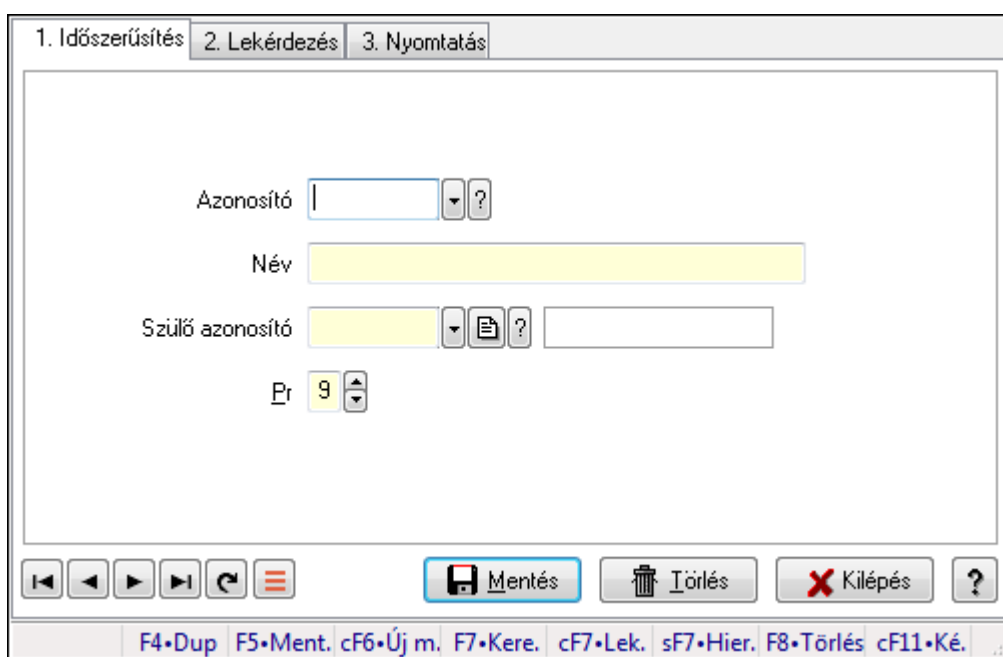 1. Időszerűsítés 2. Lekérdezés 3. Nyomtatás
Azonosító ?
Név
Szülő azonosító ?
Pr 9
Mentés Törlés Kilépés ?
F4•Dup F5•Ment. cF6•Új m. F7•Kere. cF7•Lek. sF7•Hier. F8•Törlés cF11•Ké.